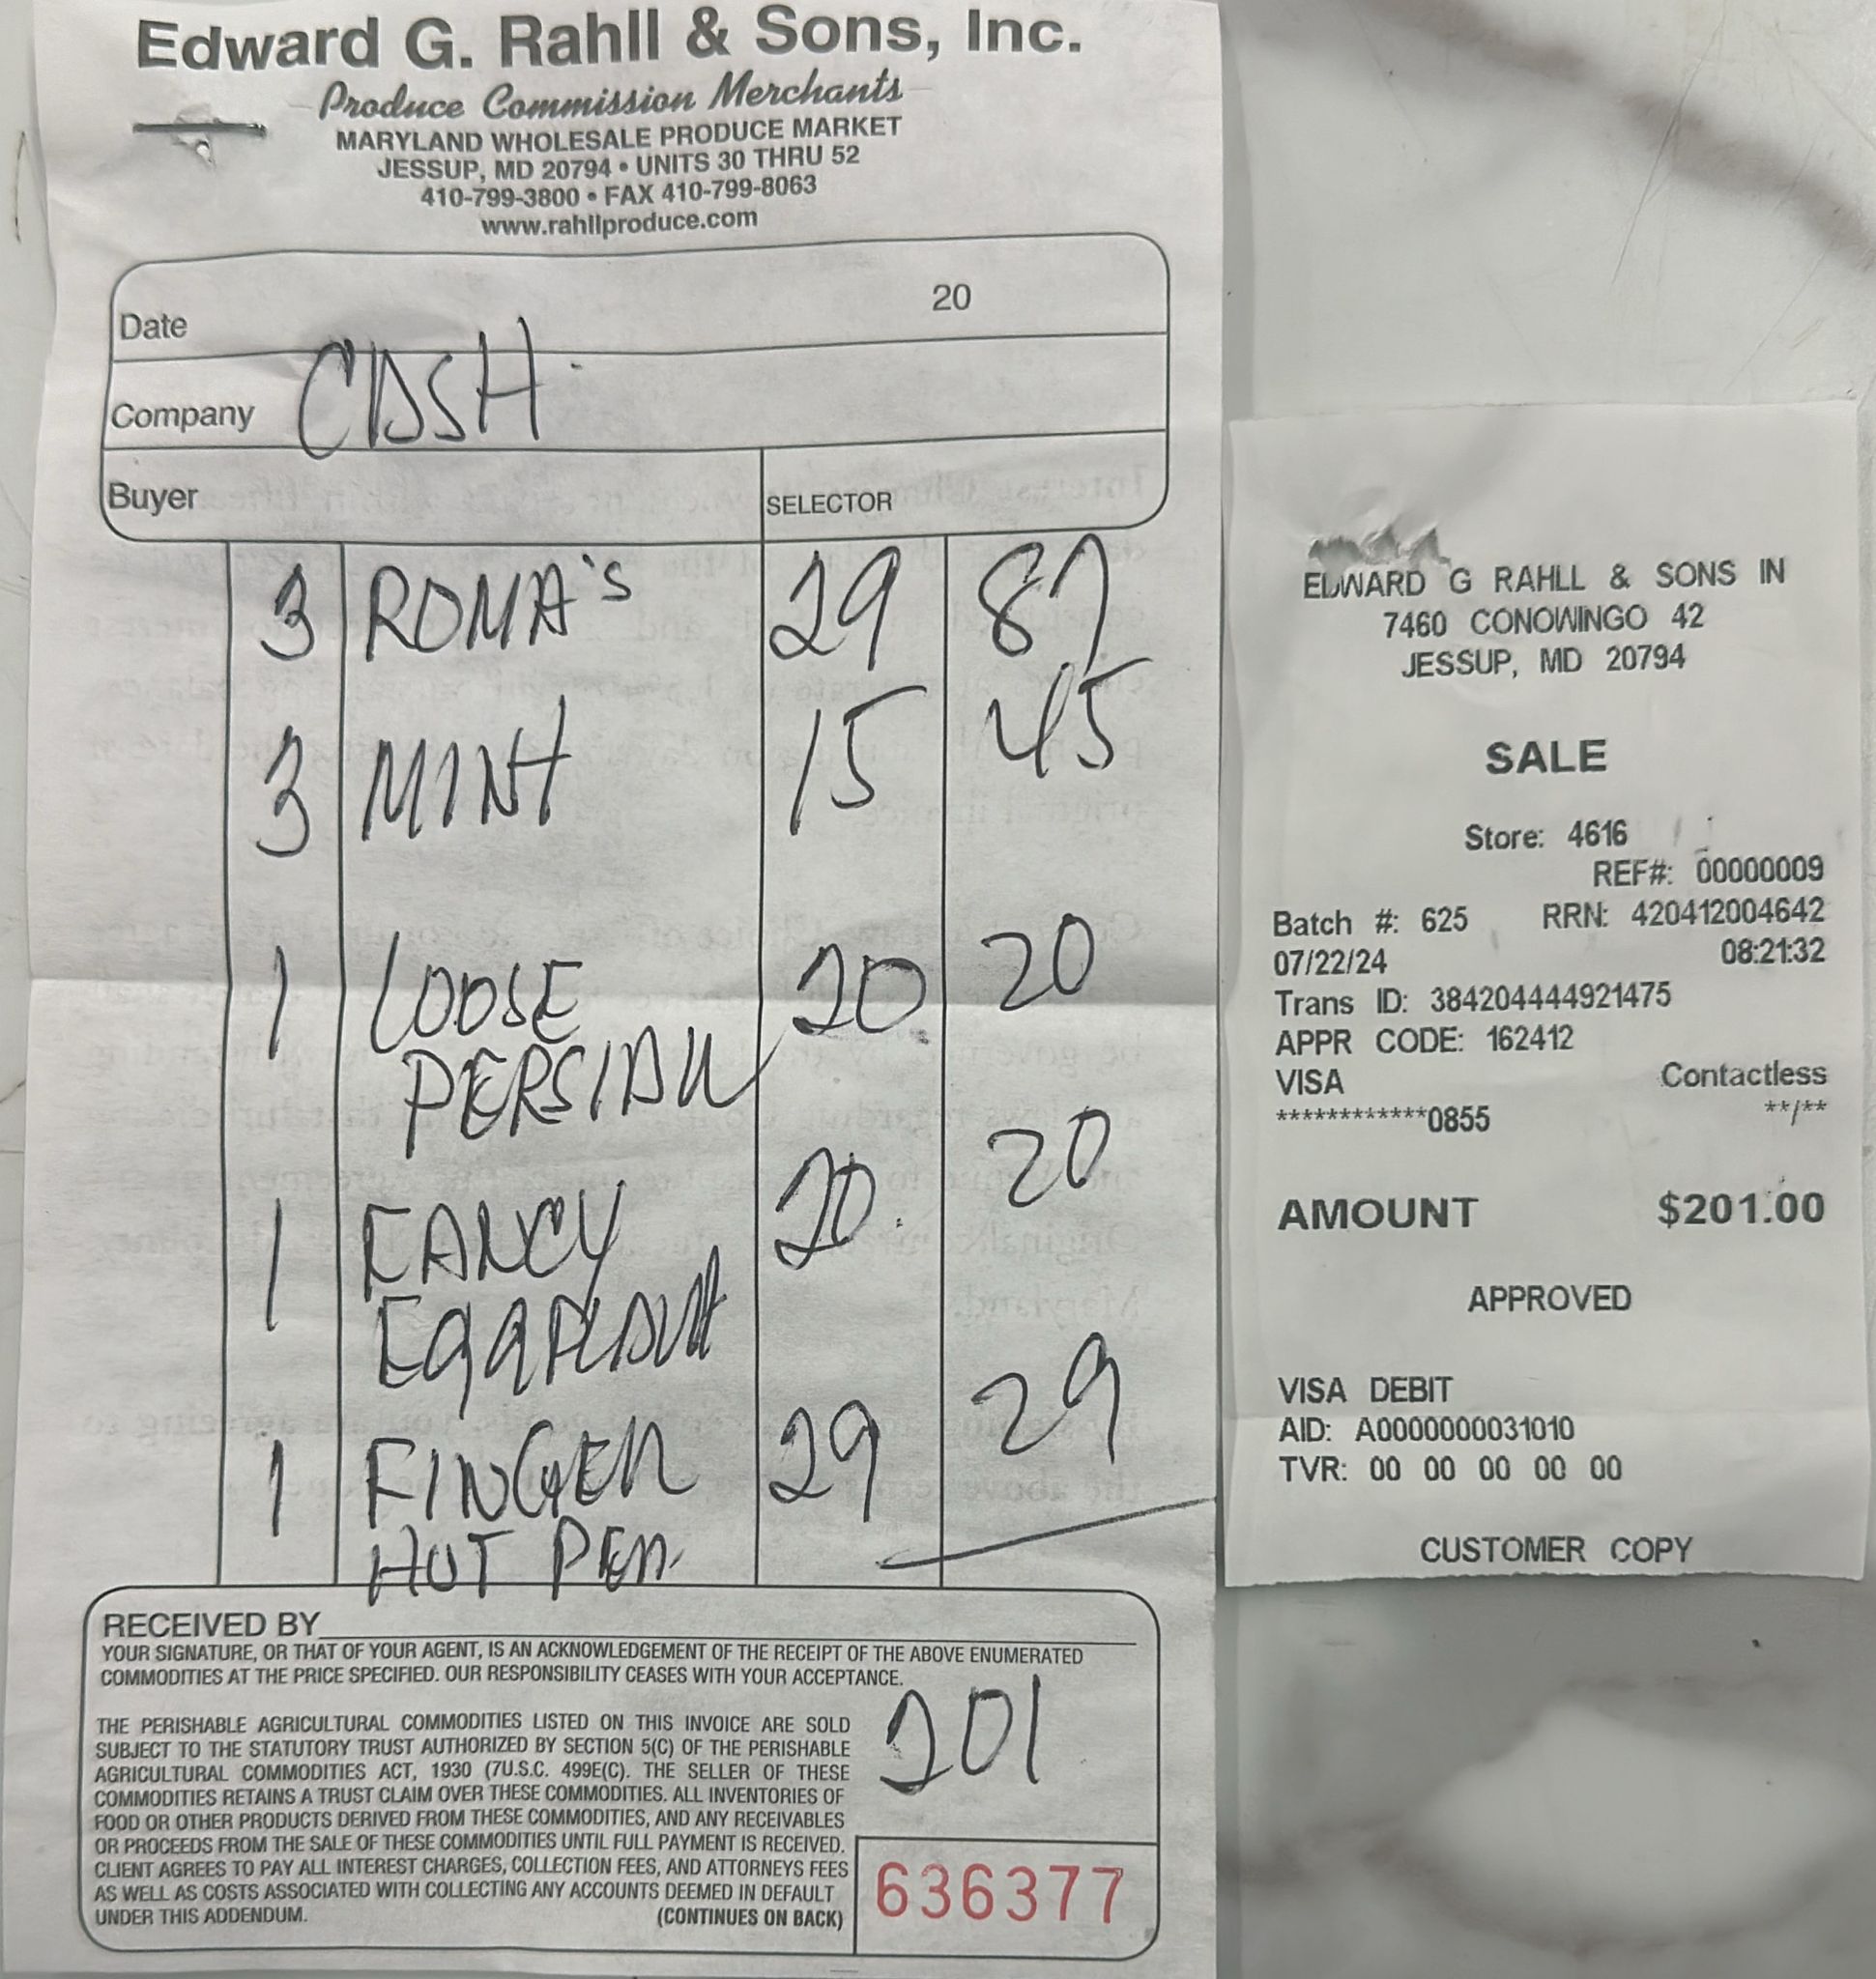 Edward G. Rahll & Sons, Inc.
Produce Commission Merchants
MARYLAND WHOLESALE PRODUCE MARKET
JESSUP, MD 20794 • UNITS 30 THRU 52
410-799-3800 • FAX 410-799-8063
www.rahllproduce.com
Date 20
Company CASH
Buyer SELECTOR
3 ROMA's 29 87
3 MINT 15 45
1 LOOSE 20 20
PERSIAN
1 FANCY 20 20
EGGPLANT
1 FINGER 29 29
HOT PEP.
RECEIVED BY
YOUR SIGNATURE, OR THAT OF YOUR AGENT, IS AN ACKNOWLEDGEMENT OF THE RECEIPT OF THE ABOVE ENUMERATED
COMMODITIES AT THE PRICE SPECIFIED. OUR RESPONSIBILITY CEASES WITH YOUR ACCEPTANCE.
201
THE PERISHABLE AGRICULTURAL COMMODITIES LISTED ON THIS INVOICE ARE SOLD
SUBJECT TO THE STATUTORY TRUST AUTHORIZED BY SECTION 5(C) OF THE PERISHABLE
AGRICULTURAL COMMODITIES ACT, 1930 (7U.S.C. 499E(C). THE SELLER OF THESE
COMMODITIES RETAINS A TRUST CLAIM OVER THESE COMMODITIES. ALL INVENTORIES OF
FOOD OR OTHER PRODUCTS DERIVED FROM THESE COMMODITIES, AND ANY RECEIVABLES
OR PROCEEDS FROM THE SALE OF THESE COMMODITIES UNTIL FULL PAYMENT IS RECEIVED.
CLIENT AGREES TO PAY ALL INTEREST CHARGES, COLLECTION FEES, AND ATTORNEYS FEES
AS WELL AS COSTS ASSOCIATED WITH COLLECTING ANY ACCOUNTS DEEMED IN DEFAULT
UNDER THIS ADDENDUM. (CONTINUES ON BACK)
636377
EDWARD G RAHLL & SONS IN
7460 CONOWINGO 42
JESSUP, MD 20794
SALE
Store: 4616
REF#: 00000009
Batch #: 625 RRN: 420412004642
07/22/24 08:21:32
Trans ID: 384204444921475
APPR CODE: 162412
VISA Contactless
************0855 **/**
AMOUNT $201.00
APPROVED
VISA DEBIT
AID: A0000000031010
TVR: 00 00 00 00 00
CUSTOMER COPY